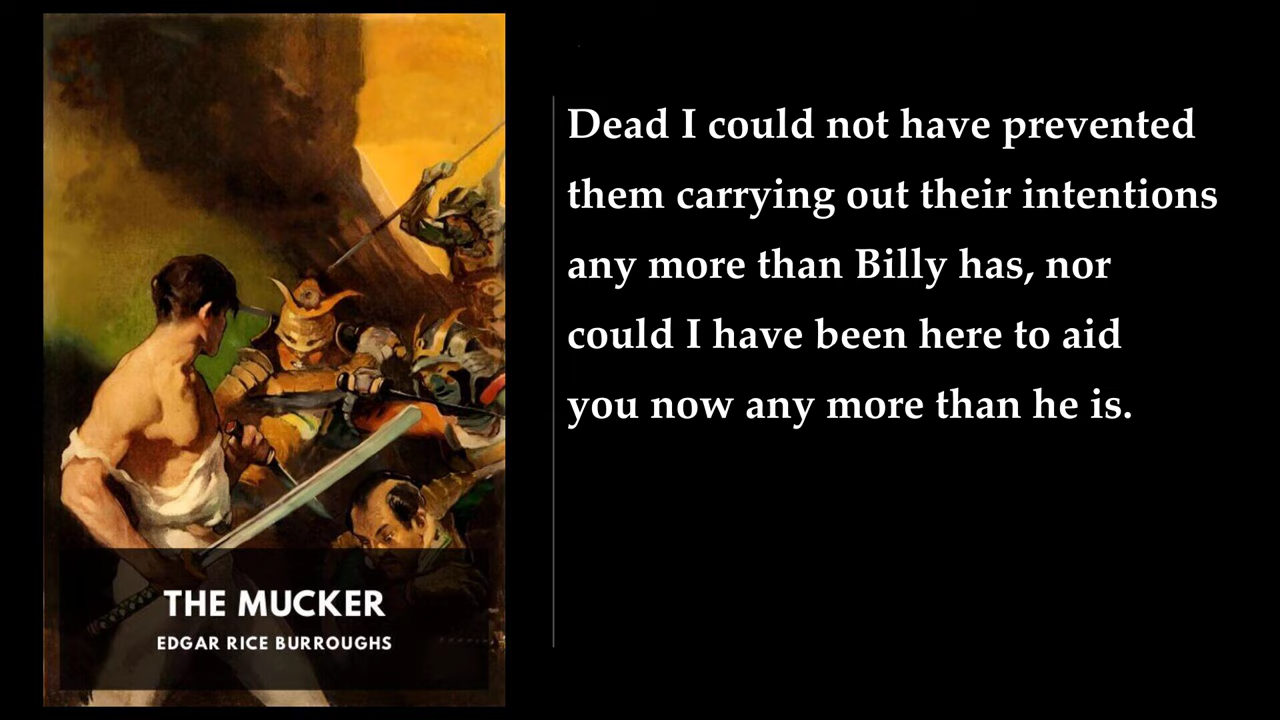 Dead I could not have prevented
them carrying out their intentions
any more than Billy has, nor
could I have been here to aid
you now any more than he is.
THE MUCKER
EDGAR RICE BURROUGHS